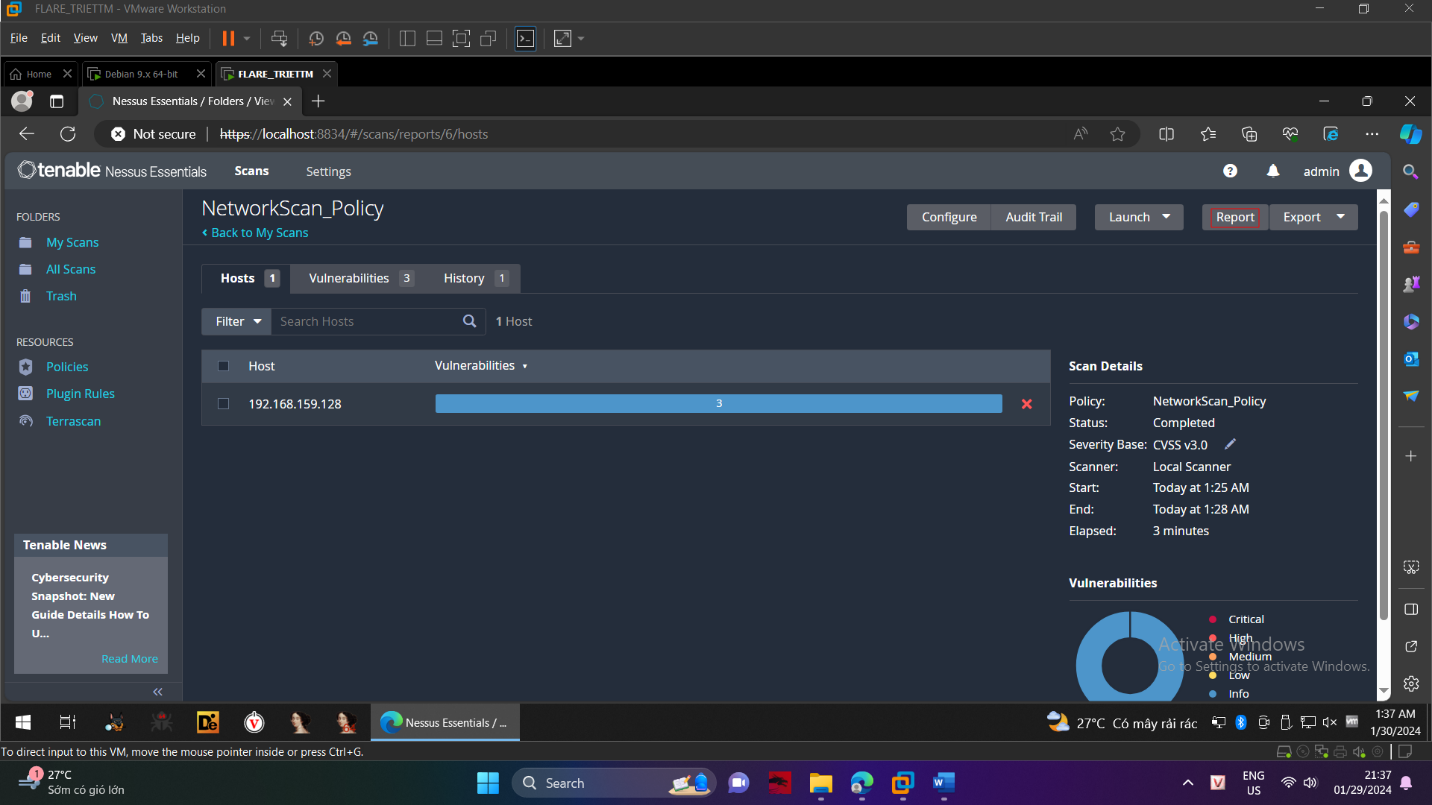 FLARE_TRIETTM - VMware Workstation
File Edit View VM Tabs Help
Home Debian 9.x 64-bit FLARE_TRIETTM
Nessus Essentials / Folders / View
Not secure https://localhost:8834/#/scans/reports/6/hosts
tenable Nessus Essentials Scans Settings admin
FOLDERS
My Scans
All Scans
Trash
RESOURCES
Policies
Plugin Rules
Terrascan
Tenable News
Cybersecurity
Snapshot: New
Guide Details How To
U...
Read More
NetworkScan_Policy
Back to My Scans
Configure Audit Trail Launch Report Export
Hosts 1 Vulnerabilities 3 History 1
Filter Search Hosts 1 Host
Host Vulnerabilities
192.168.159.128 3
Scan Details
Policy: NetworkScan_Policy
Status: Completed
Severity Base: CVSS v3.0
Scanner: Local Scanner
Start: Today at 1:25 AM
End: Today at 1:28 AM
Elapsed: 3 minutes
Vulnerabilities
Critical
High
Medium
Low
Info
Activate Windows
Go to Settings to activate Windows.
Nessus Essentials / ...
27°C Có mây rải rác
1:37 AM
1/30/2024
To direct input to this VM, move the mouse pointer inside or press Ctrl+G.
1
27°C
Sớm có gió lớn
Search
ENG
US
21:37
01/29/2024